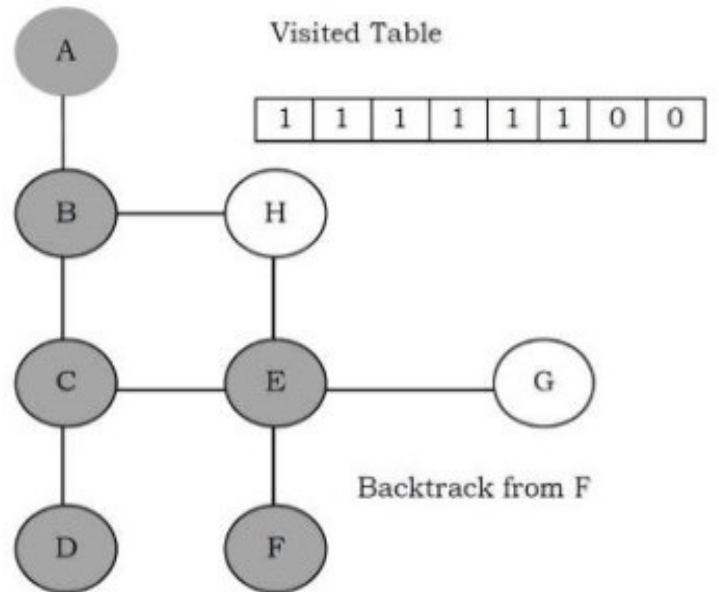 A
Visited Table
1 1 1 1 1 1 0 0
B H
C E G
Backtrack from F
D F